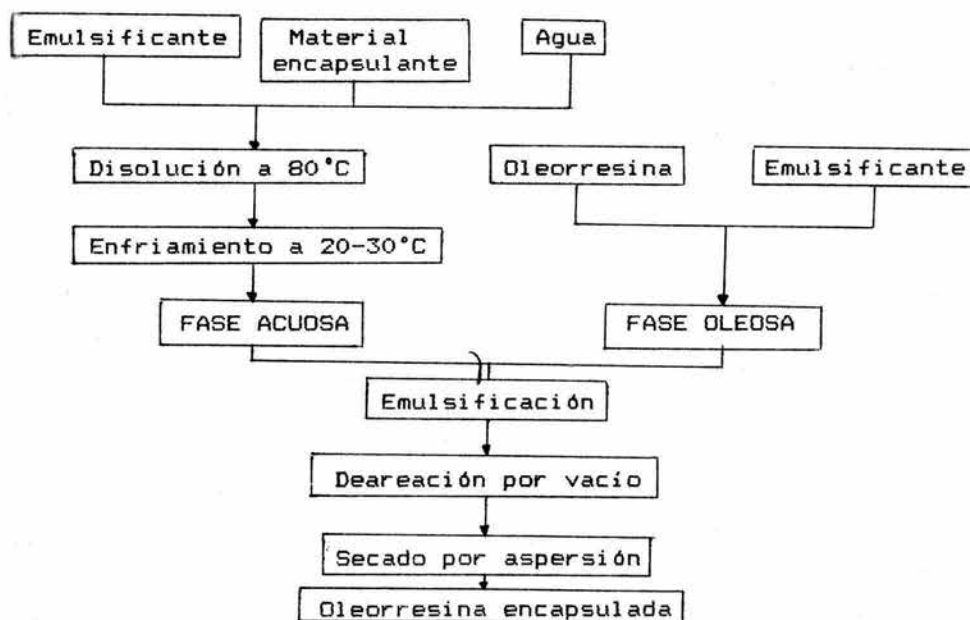 Emulsificante
Material
encapsulante
Agua
Disolución a 80°C
Oleorresina
Emulsificante
Enfriamiento a 20-30°C
FASE ACUOSA
FASE OLEOSA
Emulsificación
Deareación por vacío
Secado por aspersión
Oleorresina encapsulada